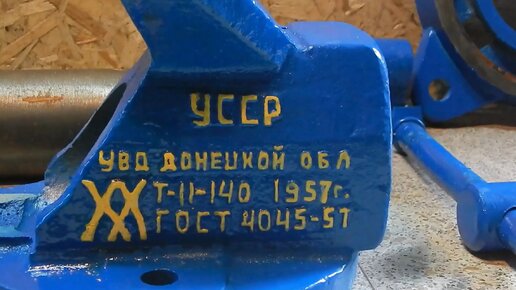 УССР
УВД ДОНЕЦКОЙ ОБЛ
Т-11-140 1957г.
ГОСТ 4045-57